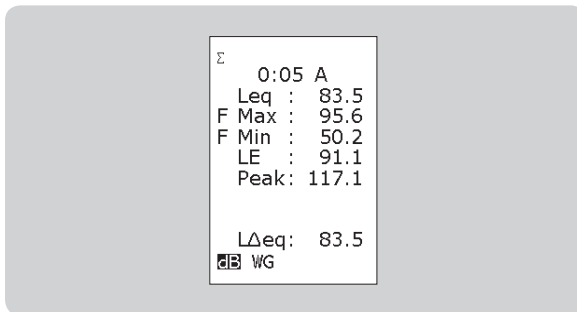 Σ
0:05 A
Leq : 83.5
F Max : 95.6
F Min : 50.2
LE : 91.1
Peak: 117.1
LΔeq: 83.5
dB WG